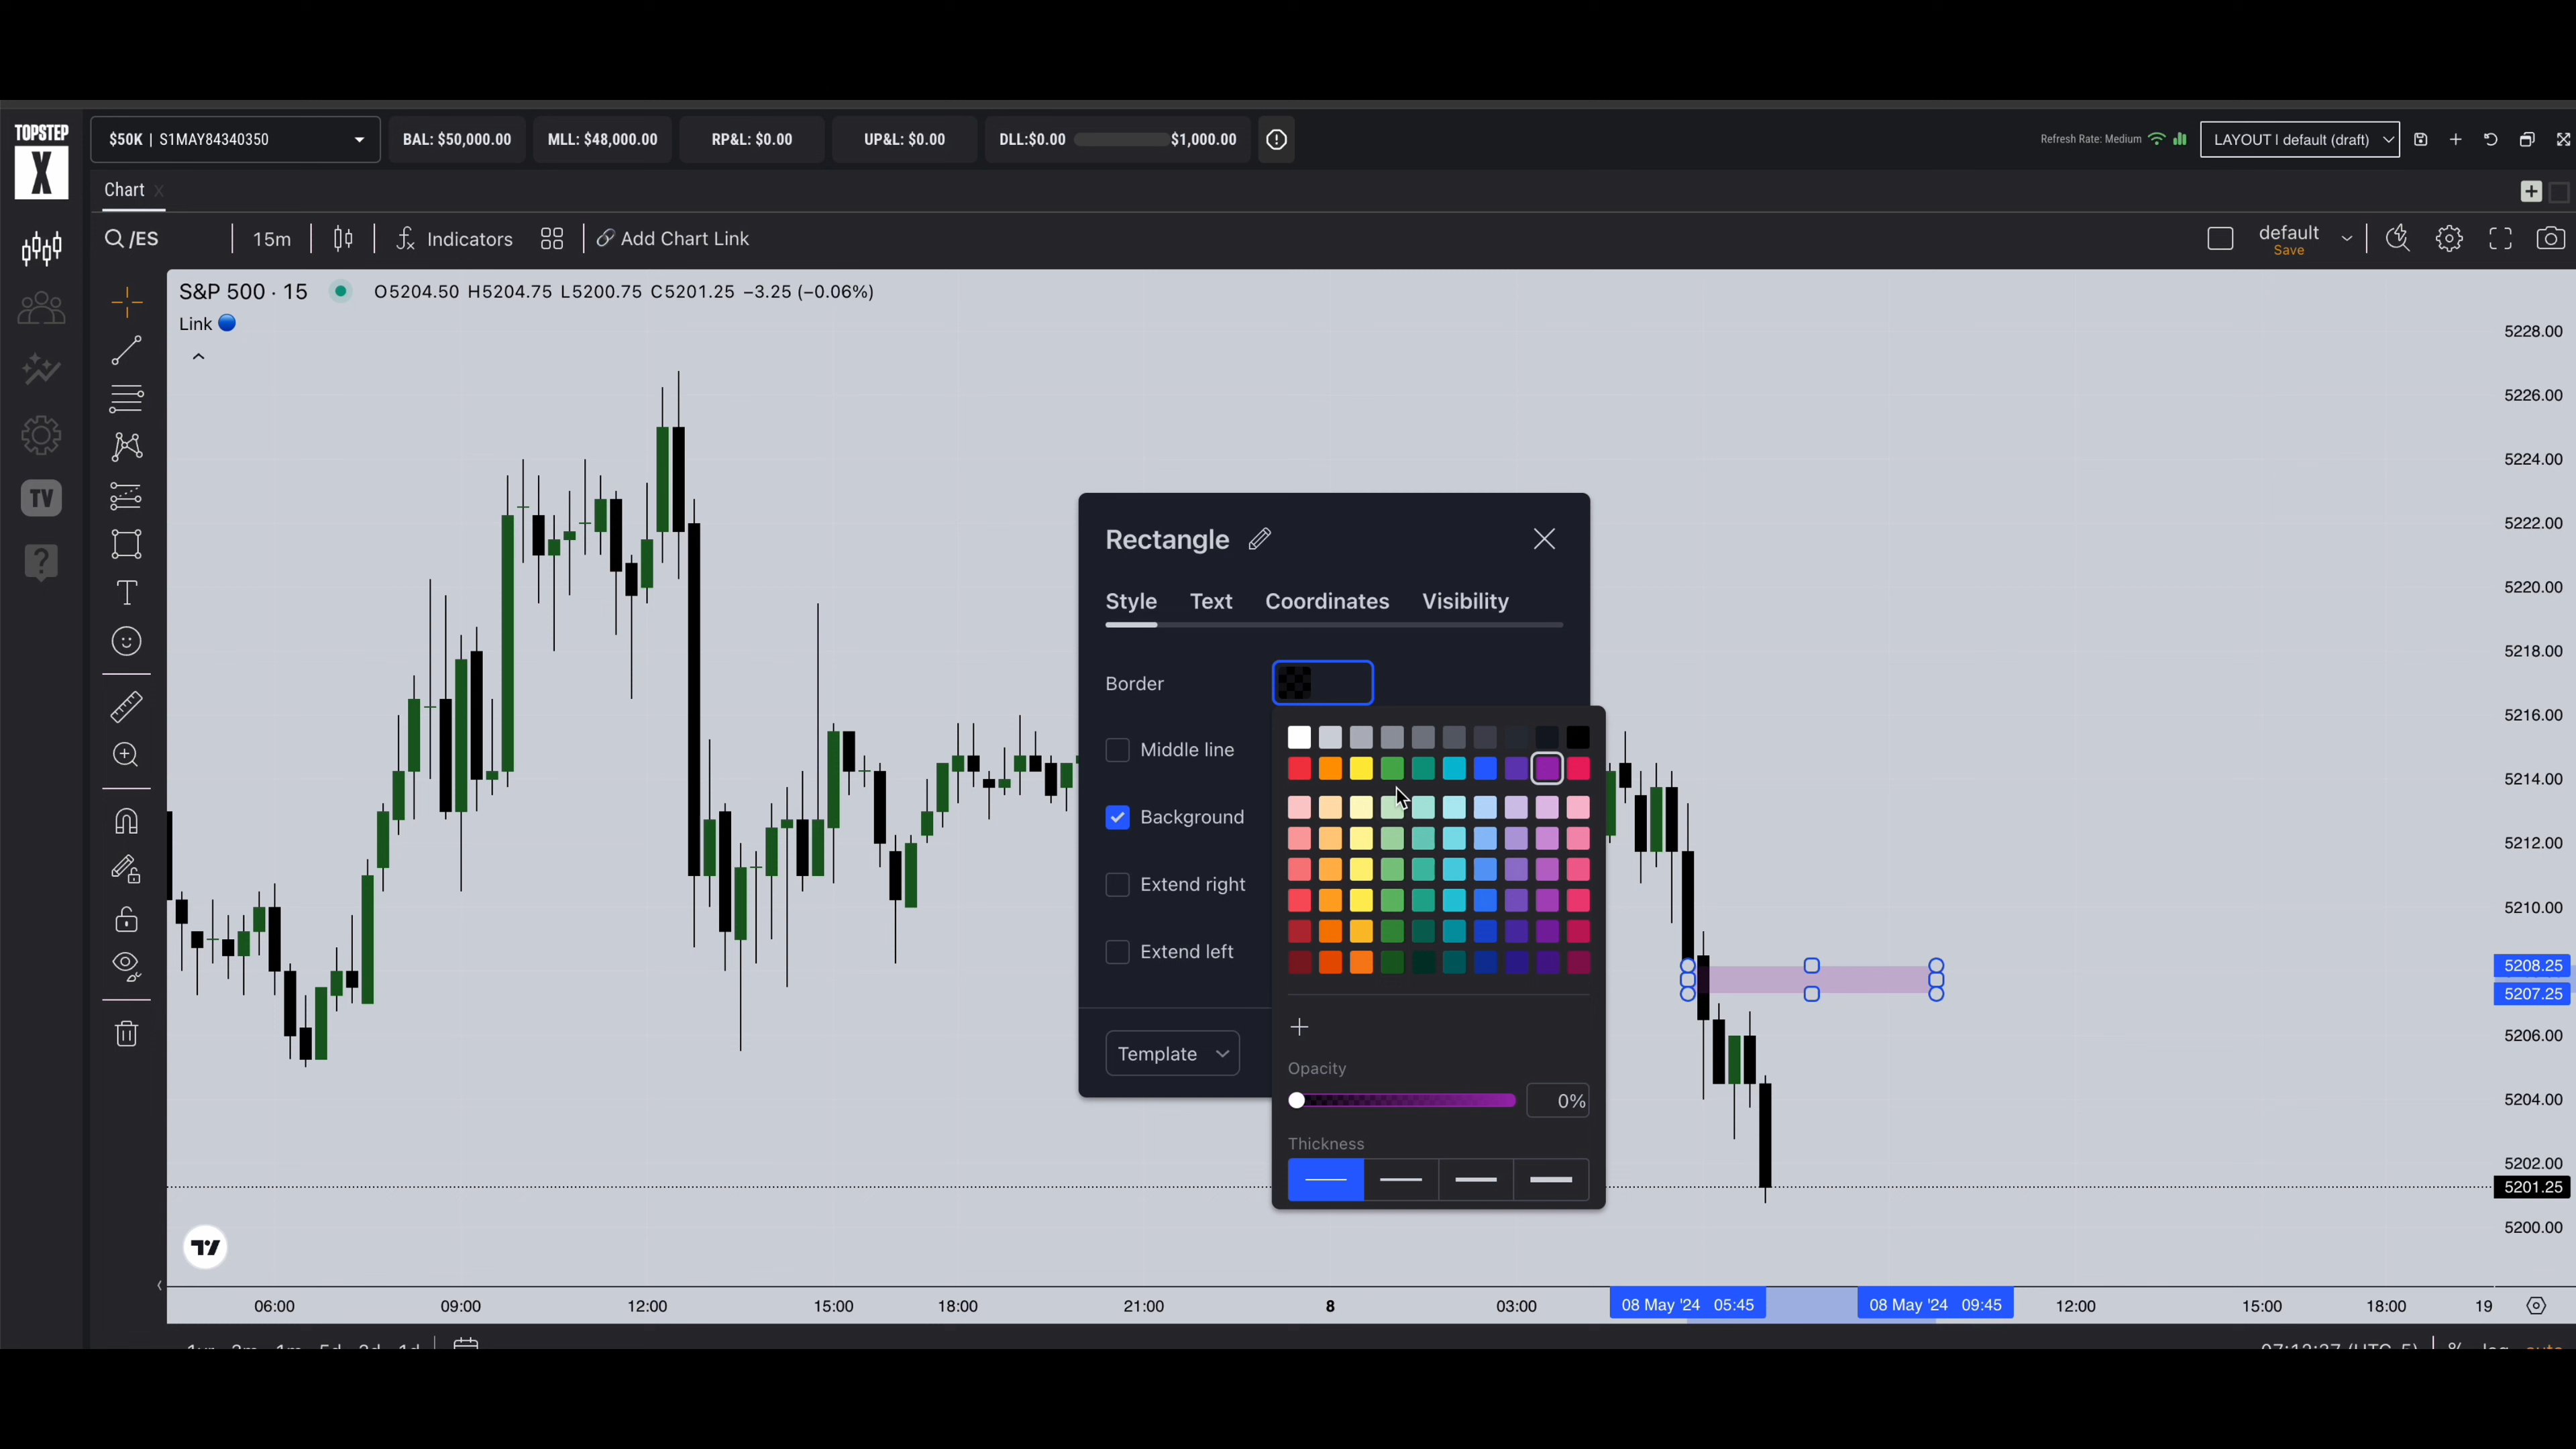 TOPSTEP
X
$50K | S1MAY84340350
BAL: $50,000.00
MLL: $48,000.00
RP&L: $0.00
UP&L: $0.00
DLL:$0.00
$1,000.00
Refresh Rate: Medium
LAYOUT | default (draft)
Chart x
/ES
15m
Indicators
Add Chart Link
default
Save
S&P 500 · 15
O5204.50 H5204.75 L5200.75 C5201.25 −3.25 (−0.06%)
Link
TV
?
T
Rectangle
Style
Text
Coordinates
Visibility
Border
Middle line
Background
Extend right
Extend left
Template
Opacity
0%
Thickness
5228.00
5226.00
5224.00
5222.00
5220.00
5218.00
5216.00
5214.00
5212.00
5210.00
5208.25
5207.25
5206.00
5204.00
5202.00
5201.25
5200.00
06:00
09:00
12:00
15:00
18:00
21:00
8
03:00
08 May '24 05:45
08 May '24 09:45
12:00
15:00
18:00
19